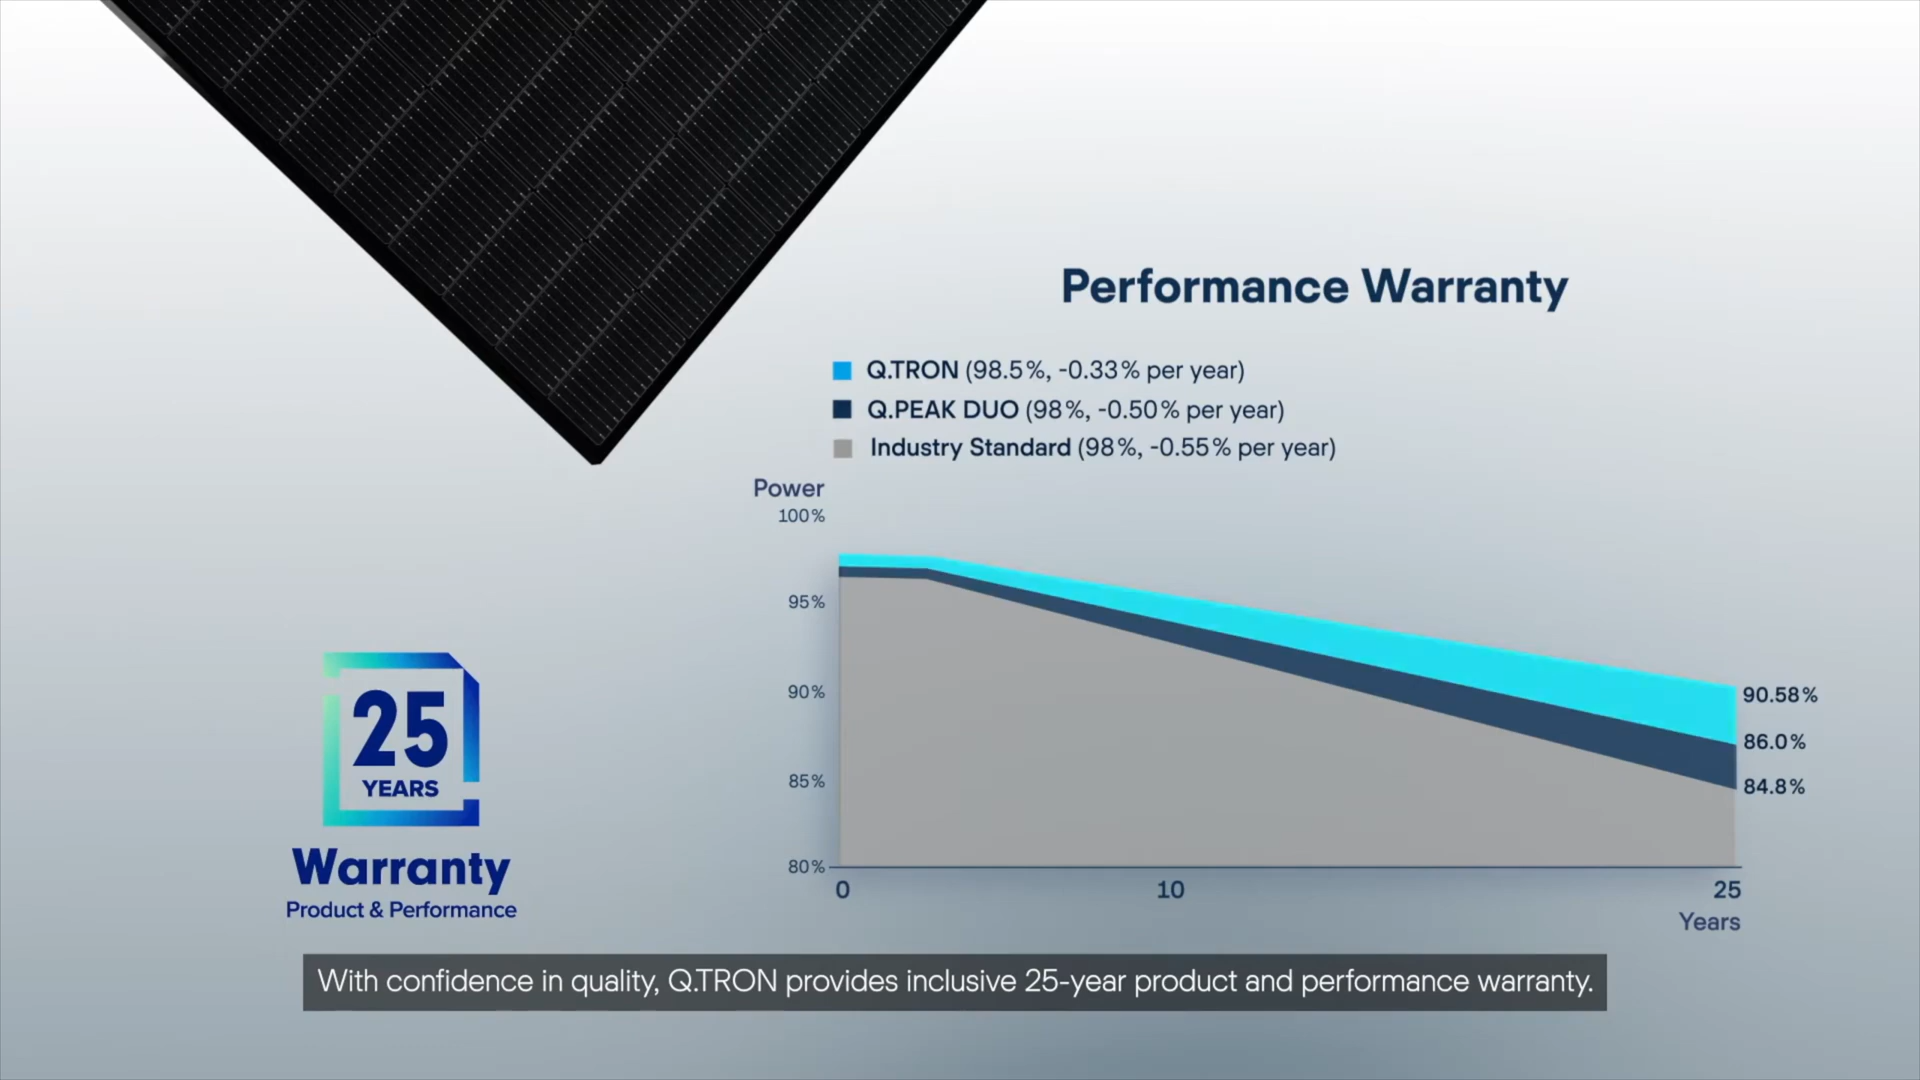 Performance Warranty
Q.TRON (98.5%, -0.33% per year)
Q.PEAK DUO (98%, -0.50% per year)
Industry Standard (98%, -0.55% per year)
Power
100%
95%
90%
85%
80%
90.58%
86.0%
84.8%
0 10 25
Years
25
YEARS
Warranty
Product & Performance
With confidence in quality, Q.TRON provides inclusive 25-year product and performance warranty.